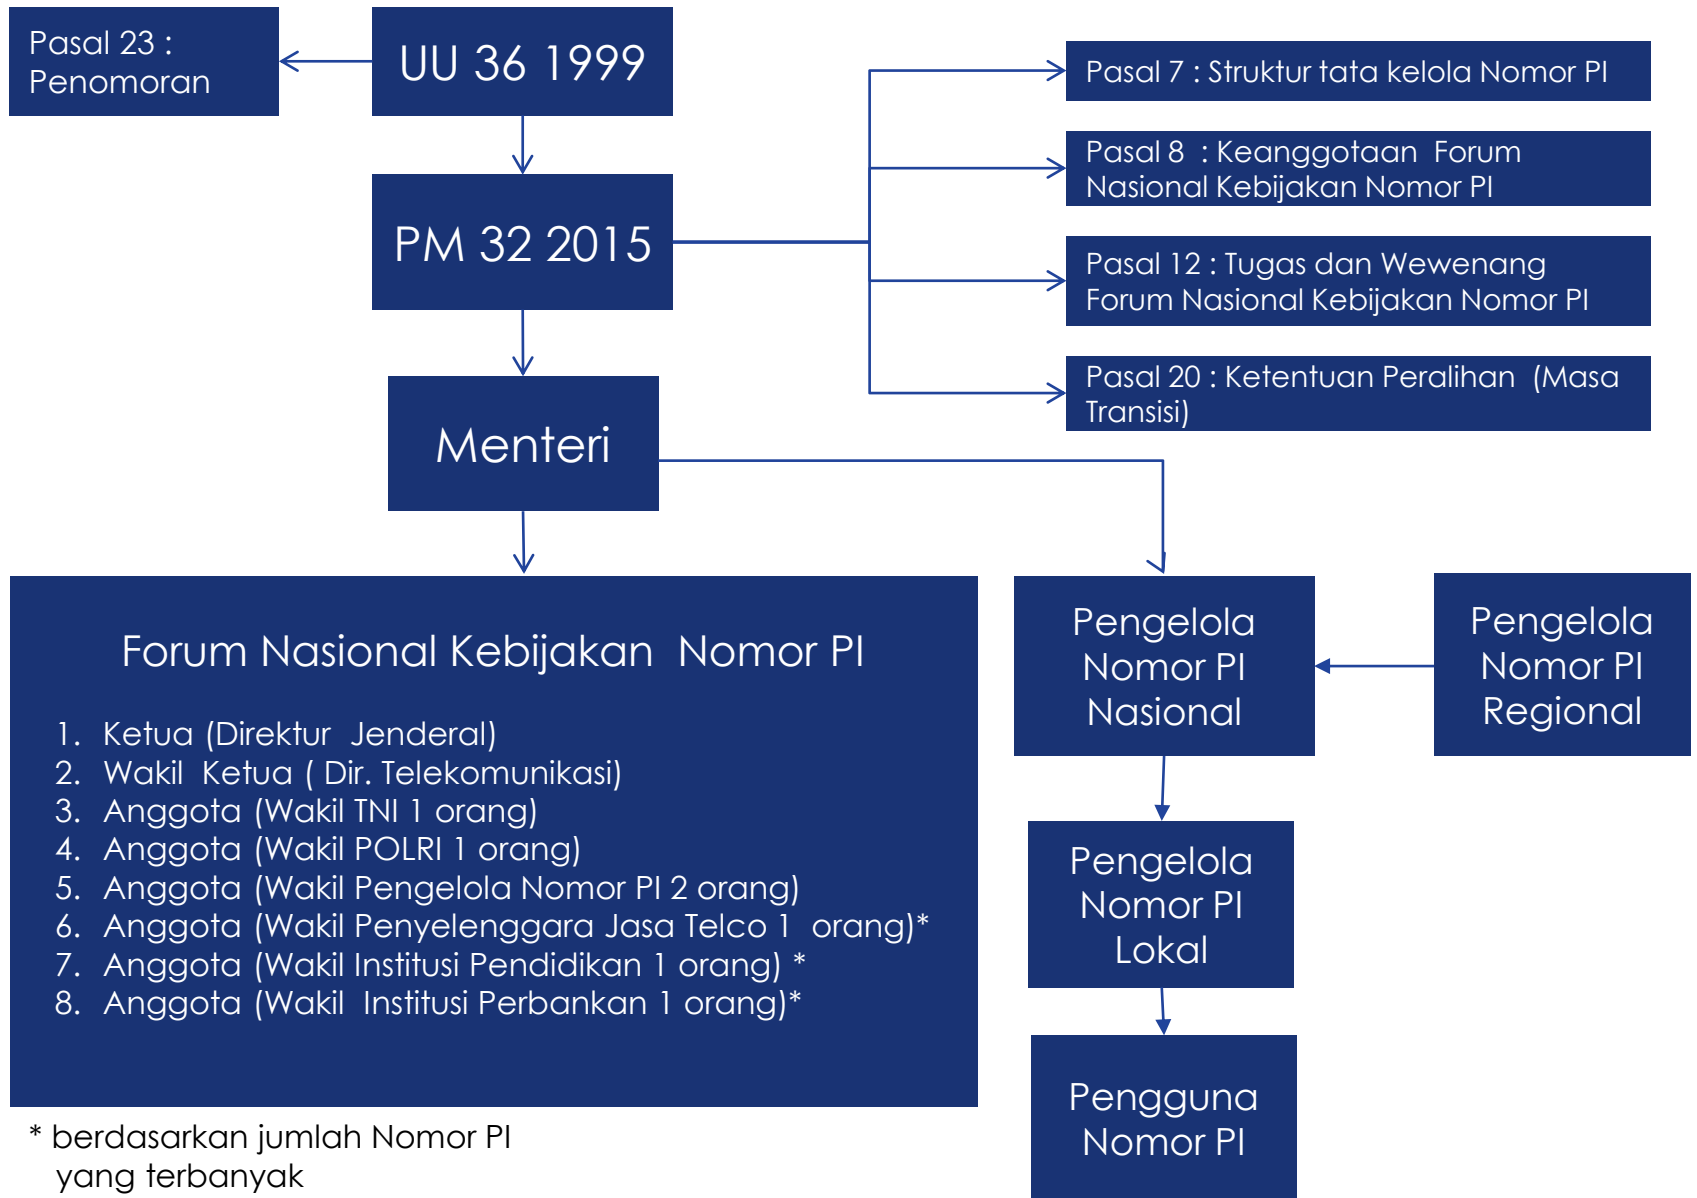 Pasal 23 :
Penomoran
UU 36 1999
Pasal 7 : Struktur tata kelola Nomor PI
Pasal 8  : Keanggotaan  Forum
Nasional Kebijakan Nomor PI
PM 32 2015
Pasal 12 : Tugas dan Wewenang
Forum Nasional Kebijakan Nomor PI
Pasal 20 : Ketentuan Peralihan  (Masa
Transisi)
Menteri
Forum Nasional Kebijakan  Nomor PI
1. Ketua (Direktur  Jenderal)
2. Wakil  Ketua ( Dir. Telekomunikasi)
3. Anggota (Wakil TNI 1 orang)
4. Anggota (Wakil POLRI 1 orang)
5. Anggota (Wakil Pengelola Nomor PI 2 orang)
6. Anggota (Wakil Penyelenggara Jasa Telco 1  orang)*
7. Anggota (Wakil Institusi Pendidikan 1 orang) *
8. Anggota (Wakil  Institusi Perbankan 1 orang)*
* berdasarkan jumlah Nomor PI
yang terbanyak
Pengelola
Nomor PI
Nasional
Pengelola
Nomor PI
Regional
Pengelola
Nomor PI
Lokal
Pengguna
Nomor PI